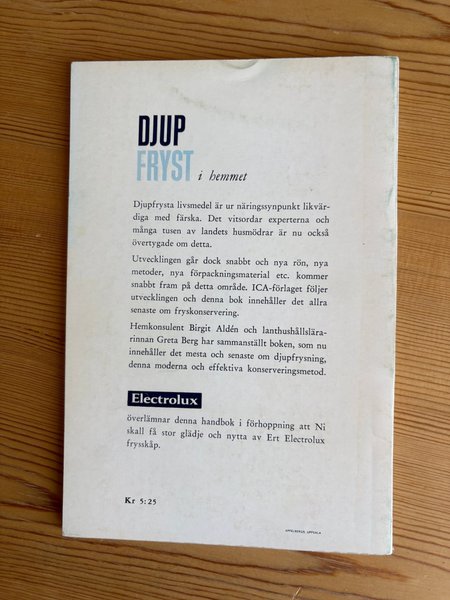 DJUP
FRYST i hemmet
Djupfrysta livsmedel är ur näringssynpunkt likvär-
diga med färska. Det vitsordar experterna och
många tusen av landets husmödrar är nu också
övertygade om detta.
Utvecklingen går dock snabbt och nya rön, nya
metoder, nya förpackningsmaterial etc. kommer
snabbt fram på detta område. ICA-förlaget följer
utvecklingen och denna bok innehåller det allra
senaste om fryskonservering.
Hemkonsulent Birgit Aldén och lanthushållslära-
rinnan Greta Berg har sammanställt boken, som nu
innehåller det mesta och senaste om djupfrysning,
denna moderna och effektiva konserveringsmetod.
Electrolux
överlämnar denna handbok i förhoppning att Ni
skall få stor glädje och nytta av Ert Electrolux
frysskåp.
Kr 5:25
APPELBERGS UPPSALA